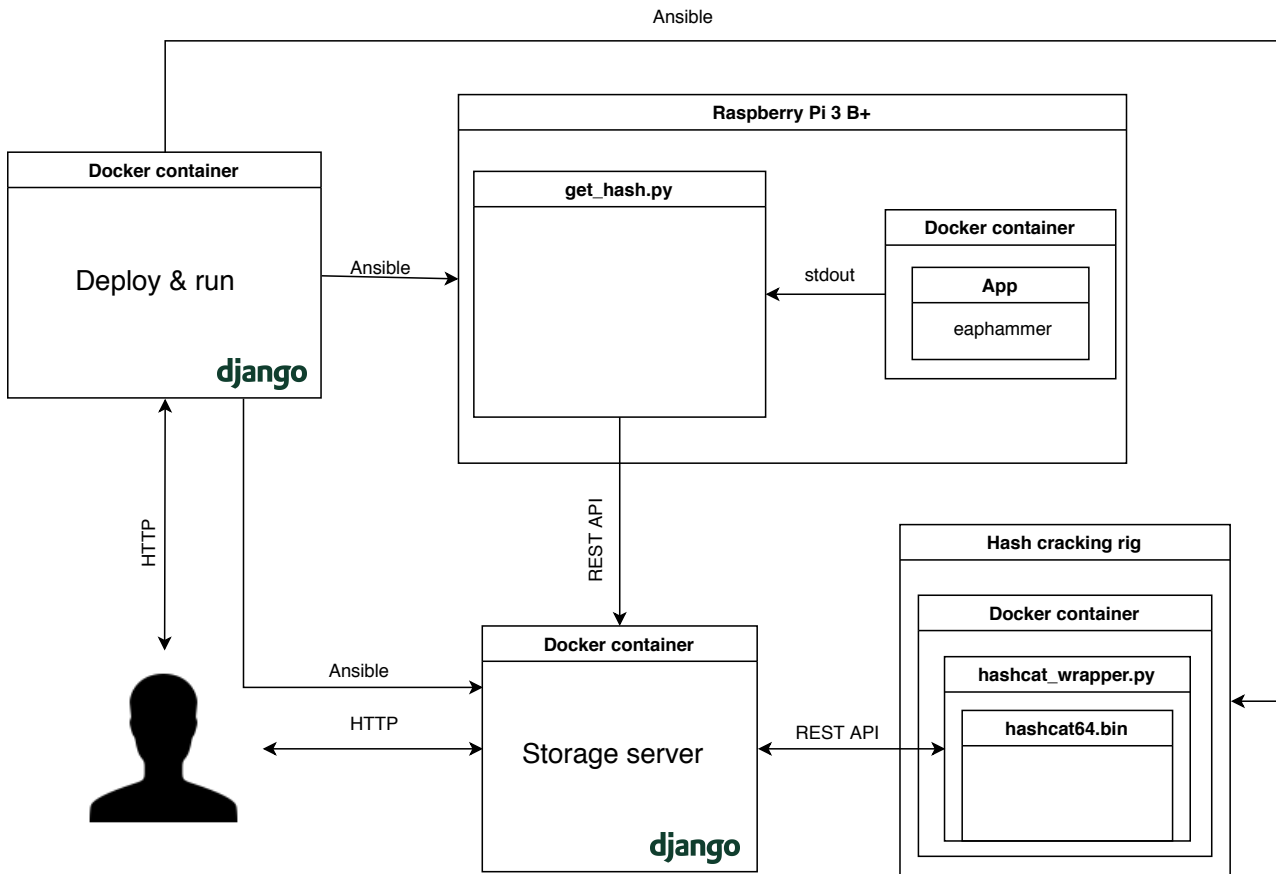 Ansible
Raspberry Pi 3 B+
Docker container
Deploy & run
django
Ansible
get_hash.py
stdout
Docker container
App
eaphammer
HTTP
REST API
Ansible
HTTP
Docker container
Storage server
django
REST API
Hash cracking rig
Docker container
hashcat_wrapper.py
hashcat64.bin